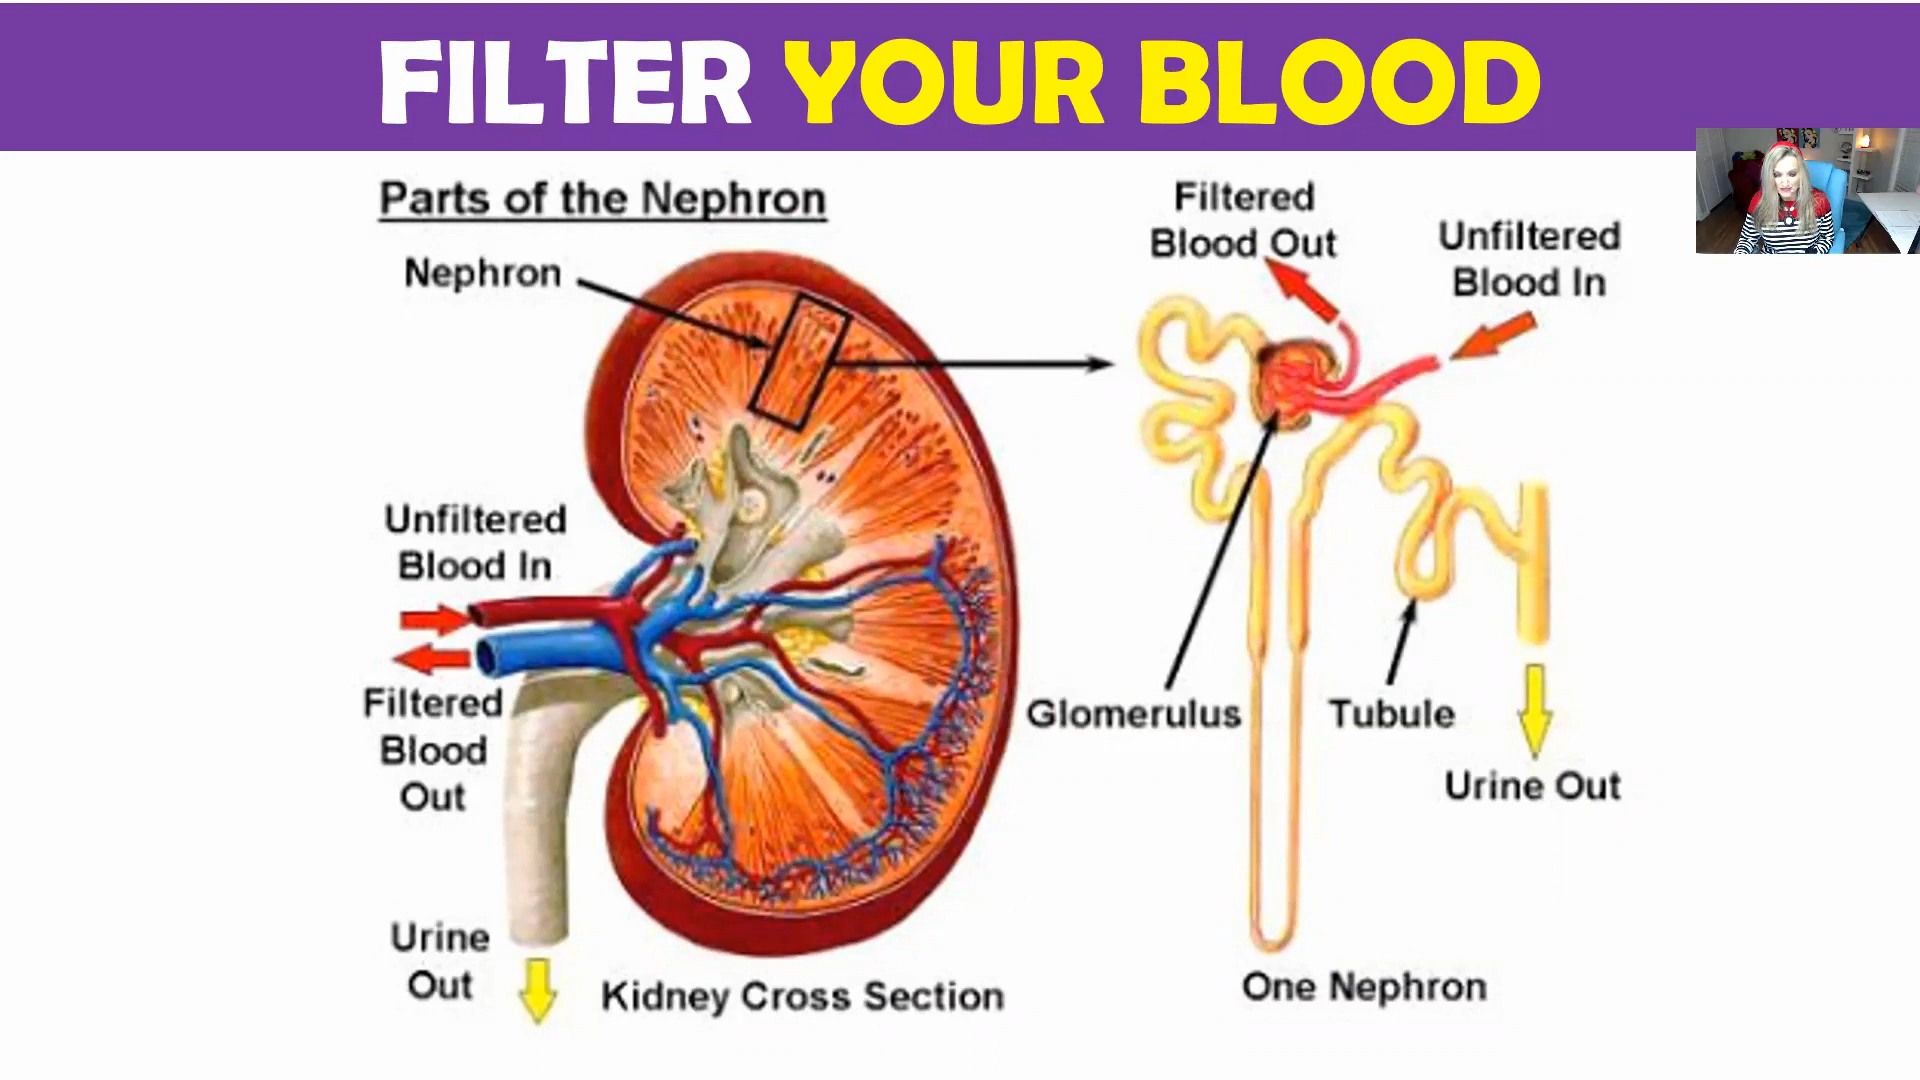 FILTER YOUR BLOOD
Parts of the Nephron
Nephron
Unfiltered
Blood In
Filtered
Blood
Out
Urine
Out
Kidney Cross Section
Filtered
Blood Out
Unfiltered
Blood In
Glomerulus
Tubule
Urine Out
One Nephron